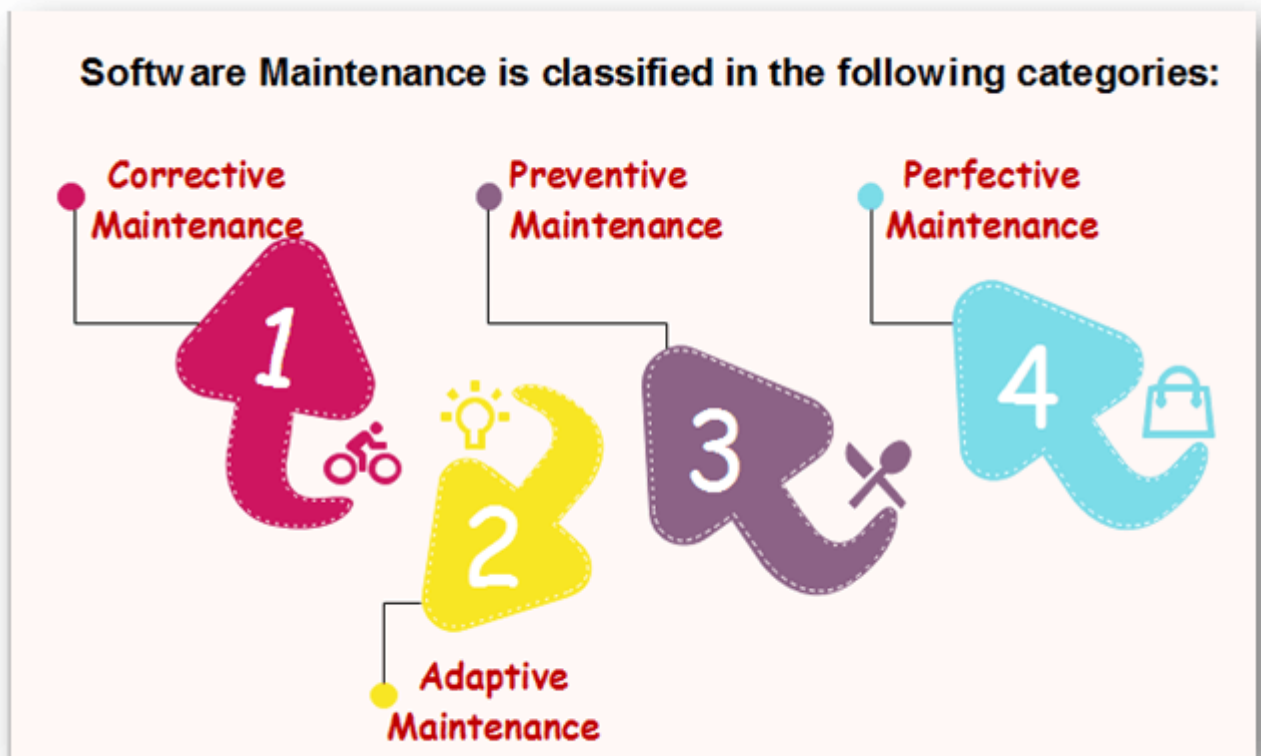 Software Maintenance is classified in the following categories:
Corrective
Maintenance
1
2
Adaptive
Maintenance
Preventive
Maintenance
3
Perfective
Maintenance
4